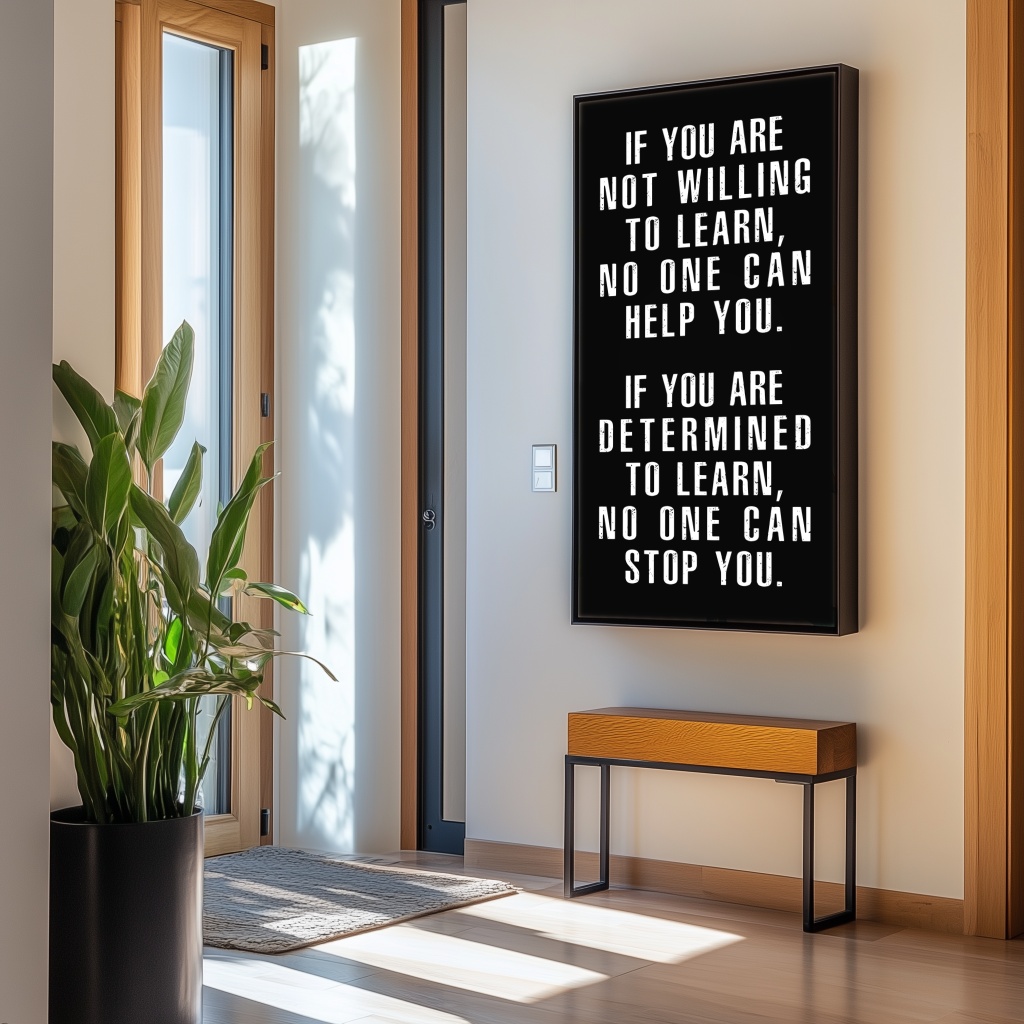 IF YOU ARE
NOT WILLING
TO LEARN,
NO ONE CAN
HELP YOU.
IF YOU ARE
DETERMINED
TO LEARN,
NO ONE CAN
STOP YOU.